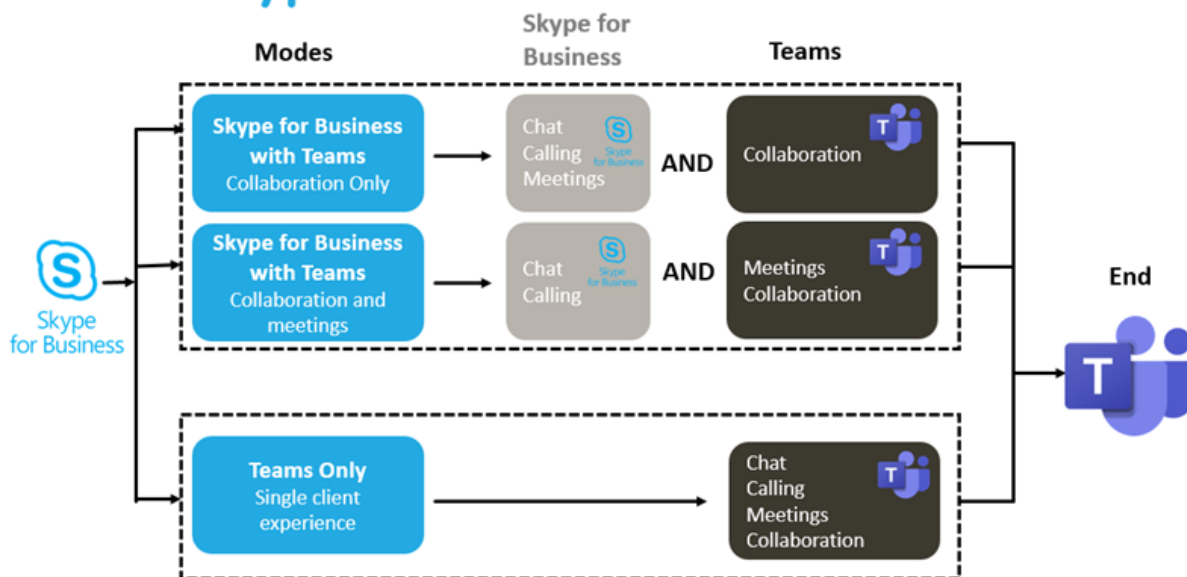 yp
Modes
Skype for
Business
Teams
Skype for Business
with Teams
Collaboration Only
Chat
Calling
Meetings
S
Skype
for Business
AND
Collaboration
T
Skype for Business
with Teams
Collaboration and
meetings
Chat
Calling
S
Skype
for Business
AND
Meetings
Collaboration
T
S
Skype
for Business
End
T
Teams Only
Single client
experience
Chat
Calling
Meetings
Collaboration
T